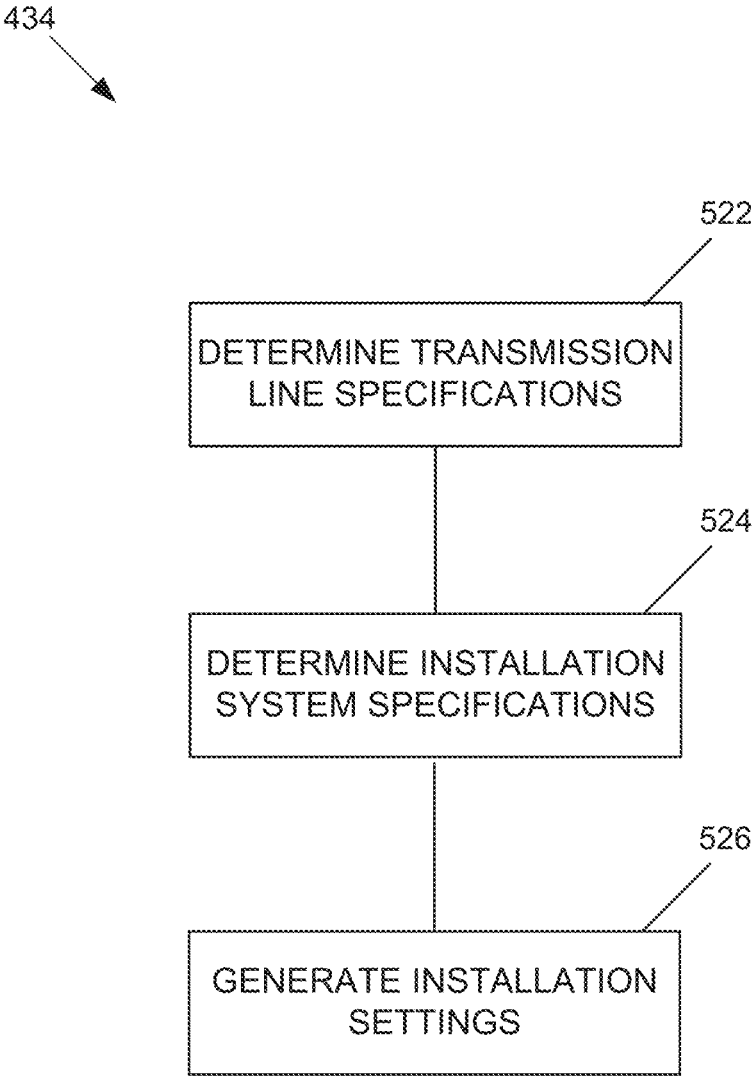 434
522
DETERMINE TRANSMISSION
LINE SPECIFICATIONS
524
DETERMINE INSTALLATION
SYSTEM SPECIFICATIONS
526
GENERATE INSTALLATION
SETTINGS